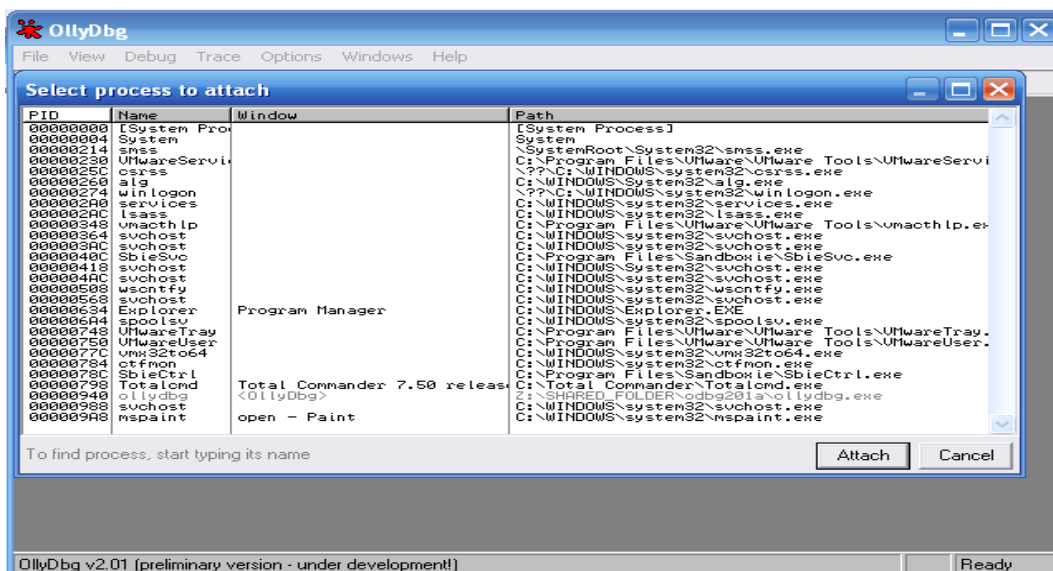 OllyDbg
File View Debug Trace Options Windows Help
Select process to attach
PID Name Window Path
00000000 [System Pro [System Process]
00000004 System System
00000214 smss \SystemRoot\System32\smss.exe
00000230 VMwareServi C:\Program Files\VMware\VMware Tools\VMwareServi
0000025C csrss \??\C:\WINDOWS\system32\csrss.exe
00000260 alg C:\WINDOWS\System32\alg.exe
00000274 winlogon \??\C:\WINDOWS\system32\winlogon.exe
000002A0 services C:\WINDOWS\system32\services.exe
000002AC lsass C:\WINDOWS\system32\lsass.exe
00000348 vmacthlp C:\Program Files\VMware\VMware Tools\vmacthlp.ex
00000364 svchost C:\WINDOWS\system32\svchost.exe
000003AC svchost C:\WINDOWS\system32\svchost.exe
0000040C SbieSvc C:\Program Files\Sandboxie\SbieSvc.exe
00000418 svchost C:\WINDOWS\System32\svchost.exe
000004AC svchost C:\WINDOWS\system32\svchost.exe
00000508 wscntfy C:\WINDOWS\system32\wscntfy.exe
00000568 svchost C:\WINDOWS\system32\svchost.exe
00000634 Explorer Program Manager C:\WINDOWS\Explorer.EXE
000006A4 spoolsv C:\WINDOWS\system32\spoolsv.exe
00000748 VMwareTray C:\Program Files\VMware\VMware Tools\VMwareTray.
00000750 VMwareUser C:\Program Files\VMware\VMware Tools\VMwareUser.
0000077C vmx32to64 C:\WINDOWS\system32\vmx32to64.exe
00000784 ctfmon C:\WINDOWS\system32\ctfmon.exe
0000078C SbieCtrl C:\Program Files\Sandboxie\SbieCtrl.exe
00000798 Totalcmd Total Commander 7.50 releas C:\Total Commander\Totalcmd.exe
00000940 ollydbg <OllyDbg> Z:\SHARED_FOLDER\odbg201a\ollydbg.exe
00000988 svchost C:\WINDOWS\system32\svchost.exe
000009A8 mspaint open - Paint C:\WINDOWS\system32\mspaint.exe
To find process, start typing its name
Attach Cancel
OllyDbg v2.01 (preliminary version - under development!) Ready